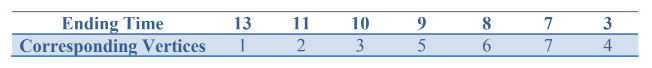 Ending Time 13 11 10 9 8 7 3
Corresponding Vertices 1 2 3 5 6 7 4